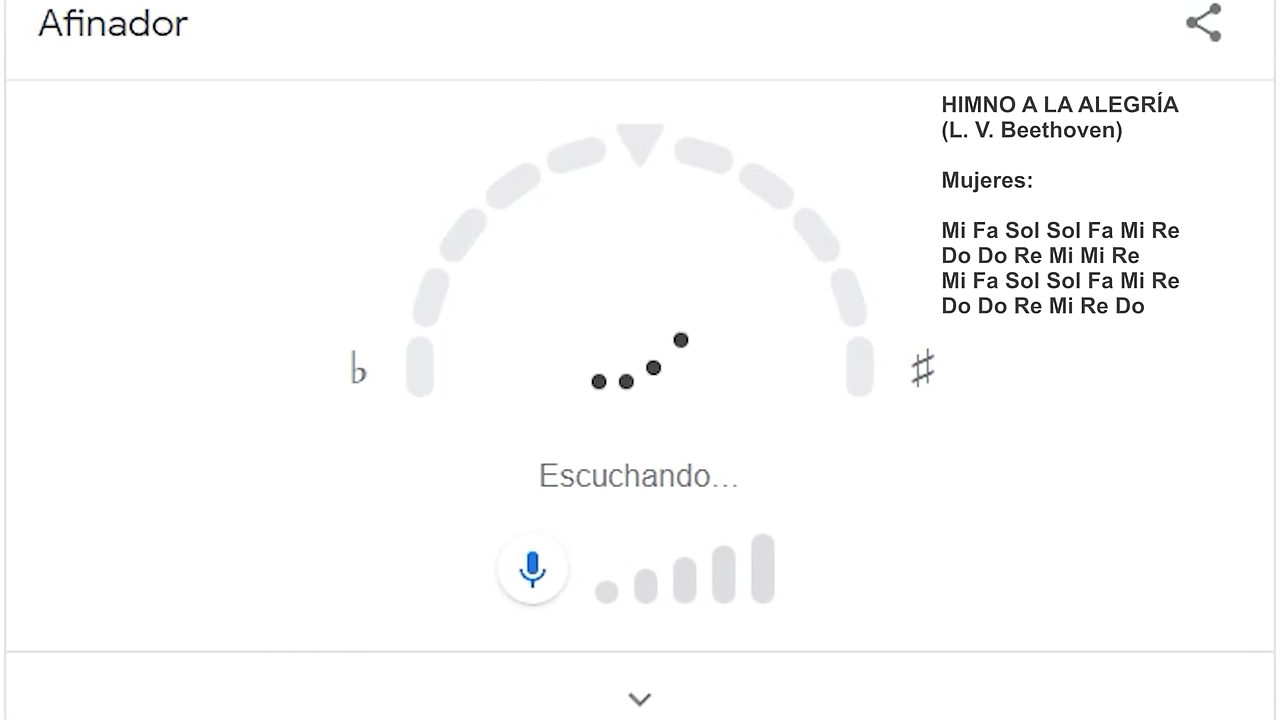 Afinador
HIMNO A LA ALEGRÍA
(L. V. Beethoven)
Mujeres:
Mi Fa Sol Sol Fa Mi Re
Do Do Re Mi Mi Re
Mi Fa Sol Sol Fa Mi Re
Do Do Re Mi Re Do
♭
♯
Escuchando...